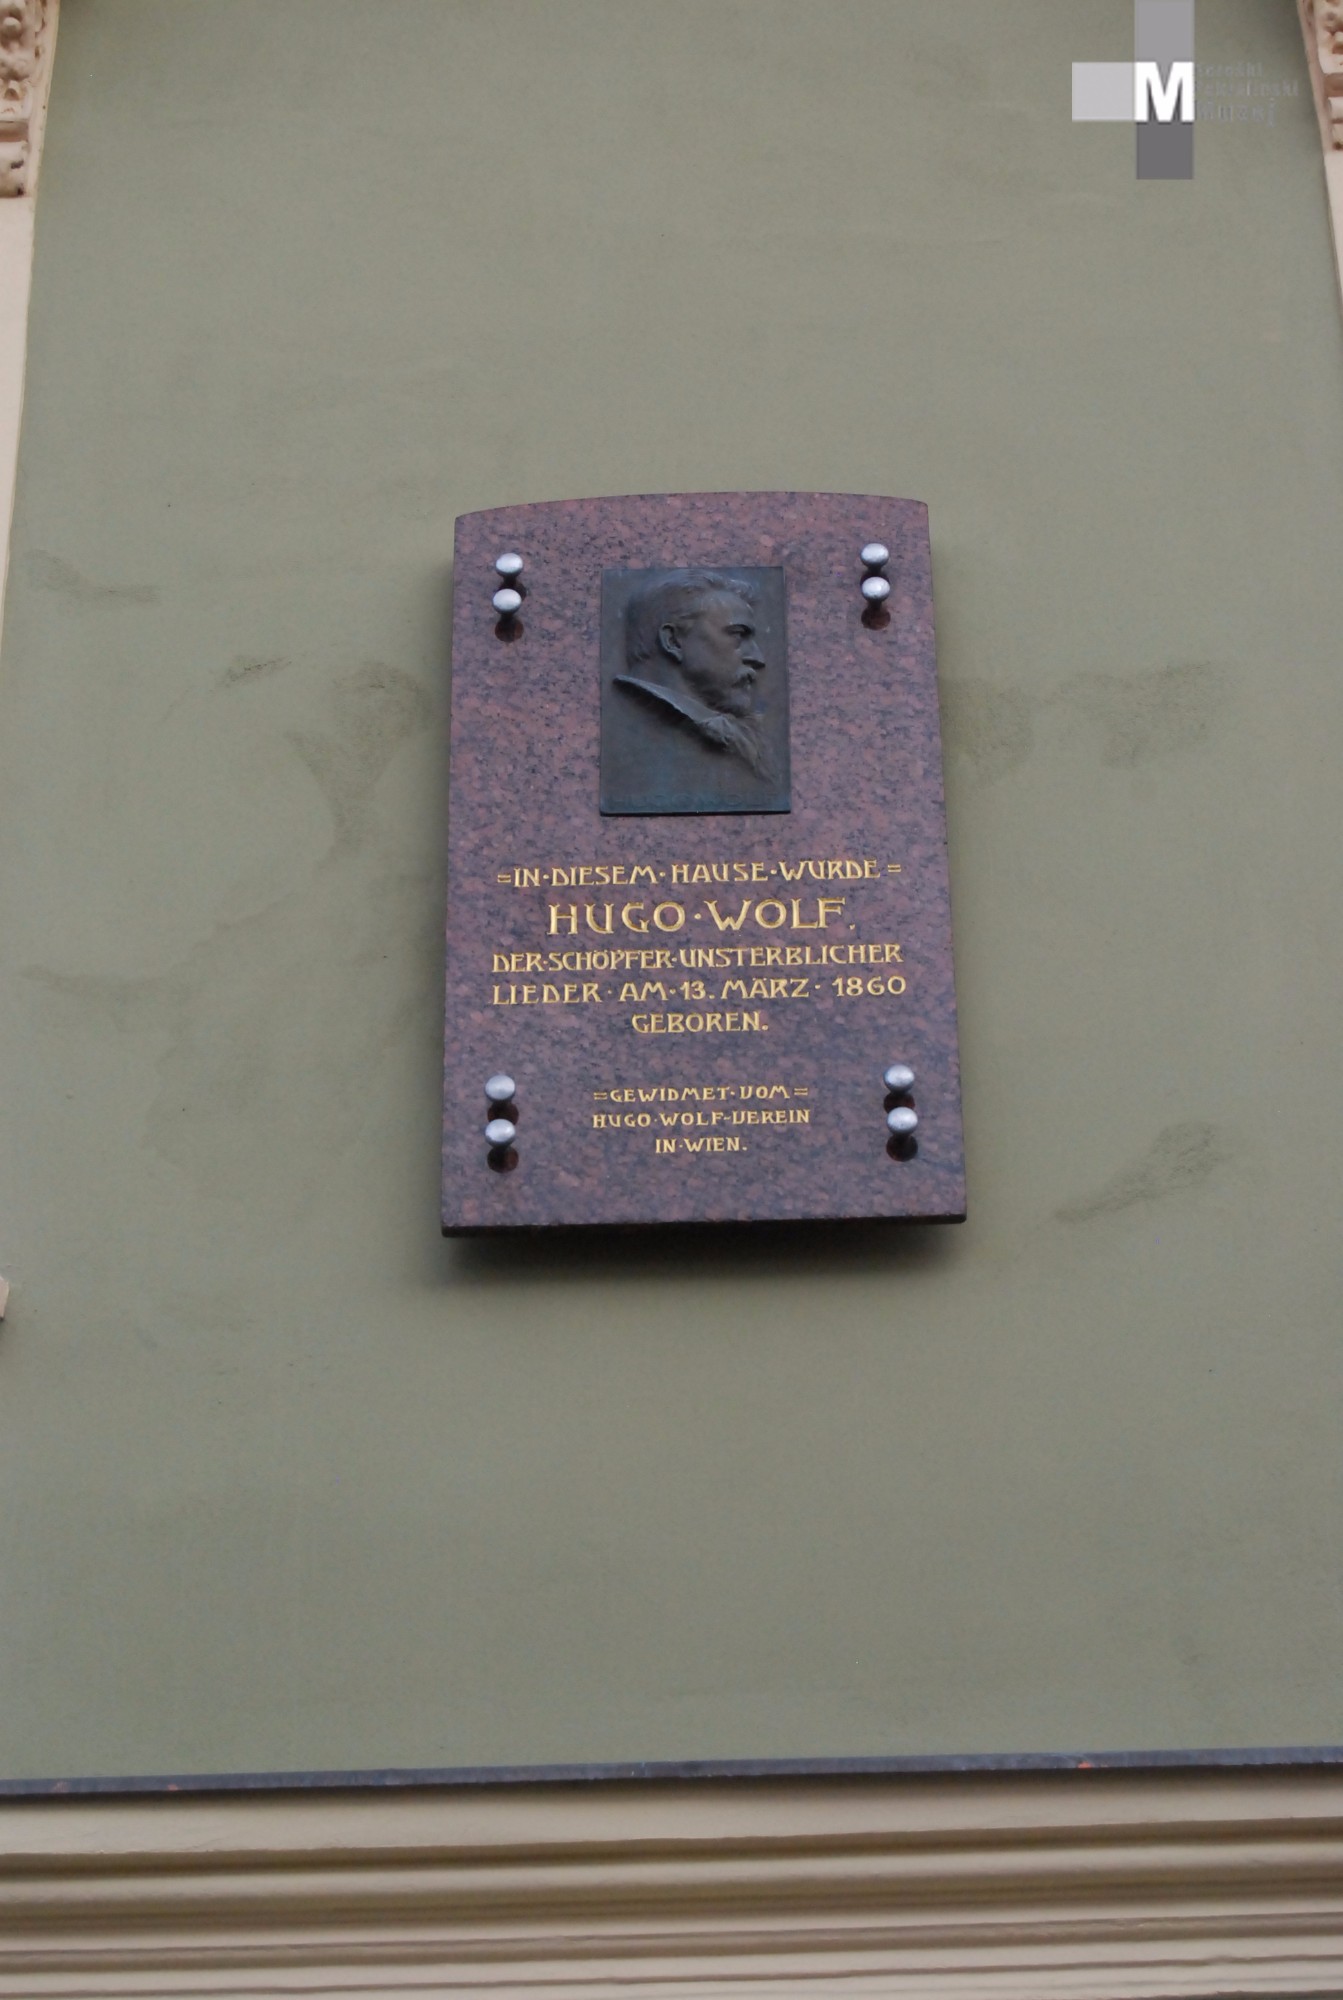 M
=IN·DIESEM·HAUSE·WURDE=
HUGO·WOLF,
DER·SCHÖPFER·UNSTERBLICHER
LIEDER·AM·13. MÄRZ·1860
GEBOREN.
=GEWIDMET·VOM=
HUGO·WOLF-VEREIN
IN·WIEN.